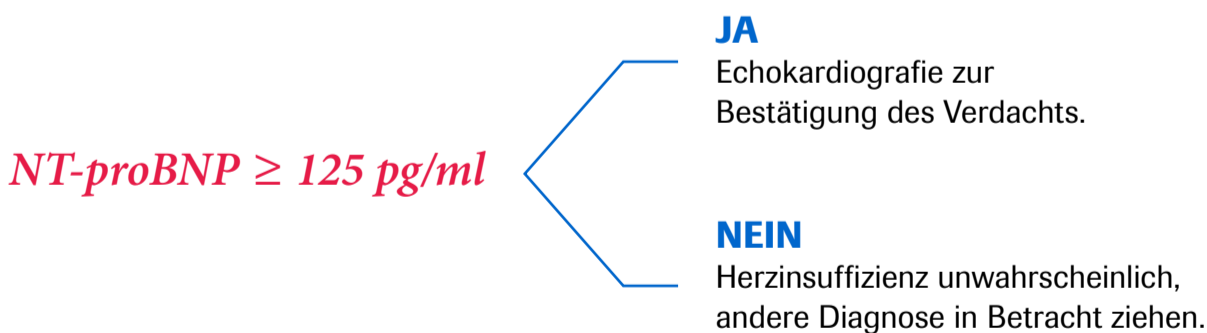 JA
Echokardiografie zur
Bestätigung des Verdachts.
NT-proBNP ≥ 125 pg/ml
NEIN
Herzinsuffizienz unwahrscheinlich,
andere Diagnose in Betracht ziehen.